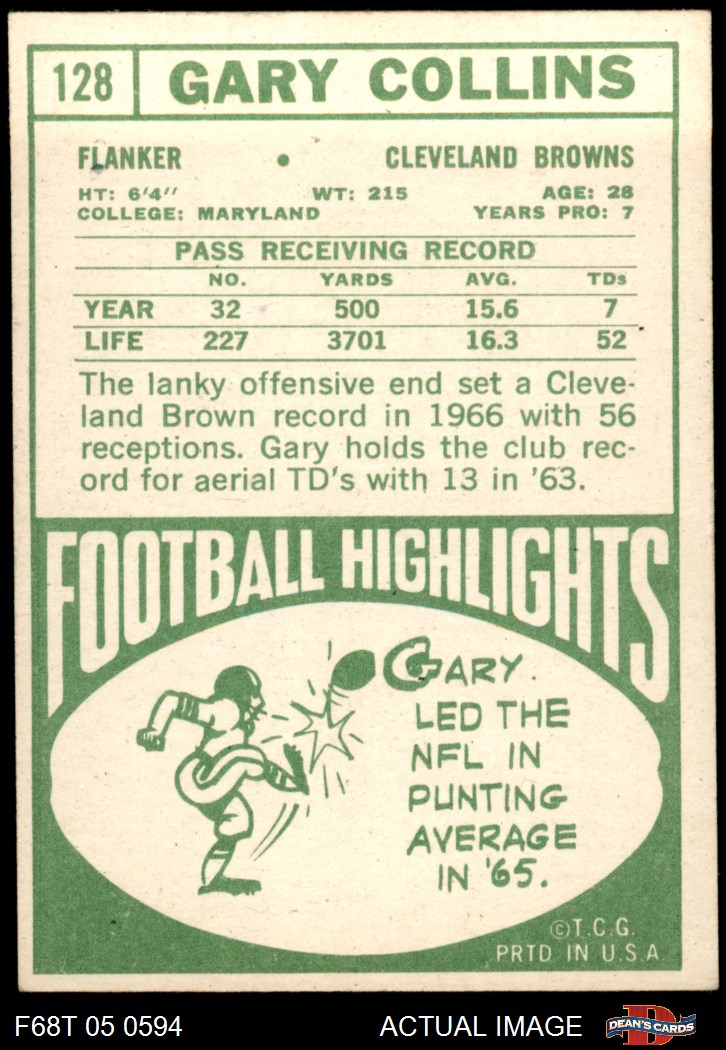 128 GARY COLLINS
FLANKER • CLEVELAND BROWNS
HT: 6'4" WT: 215 AGE: 28
COLLEGE: MARYLAND YEARS PRO: 7
PASS RECEIVING RECORD
NO. YARDS AVG. TDs
YEAR 32 500 15.6 7
LIFE 227 3701 16.3 52
The lanky offensive end set a Cleve-
land Brown record in 1966 with 56
receptions. Gary holds the club rec-
ord for aerial TD's with 13 in '63.
FOOTBALL HIGHLIGHTS
GARY
LED THE
NFL IN
PUNTING
AVERAGE
IN '65.
©T.C.G.
PRTD IN U.S.A.
F68T 05 0594 ACTUAL IMAGE D DEAN'S CARDS